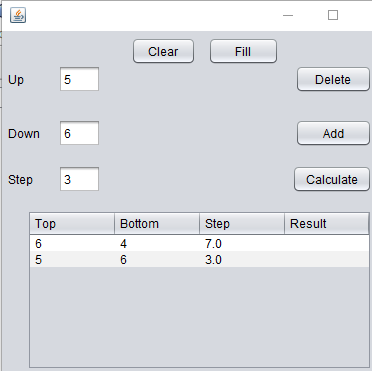 Clear Fill
Up 5 Delete
Down 6 Add
Step 3 Calculate
Top Bottom Step Result
6 4 7.0
5 6 3.0